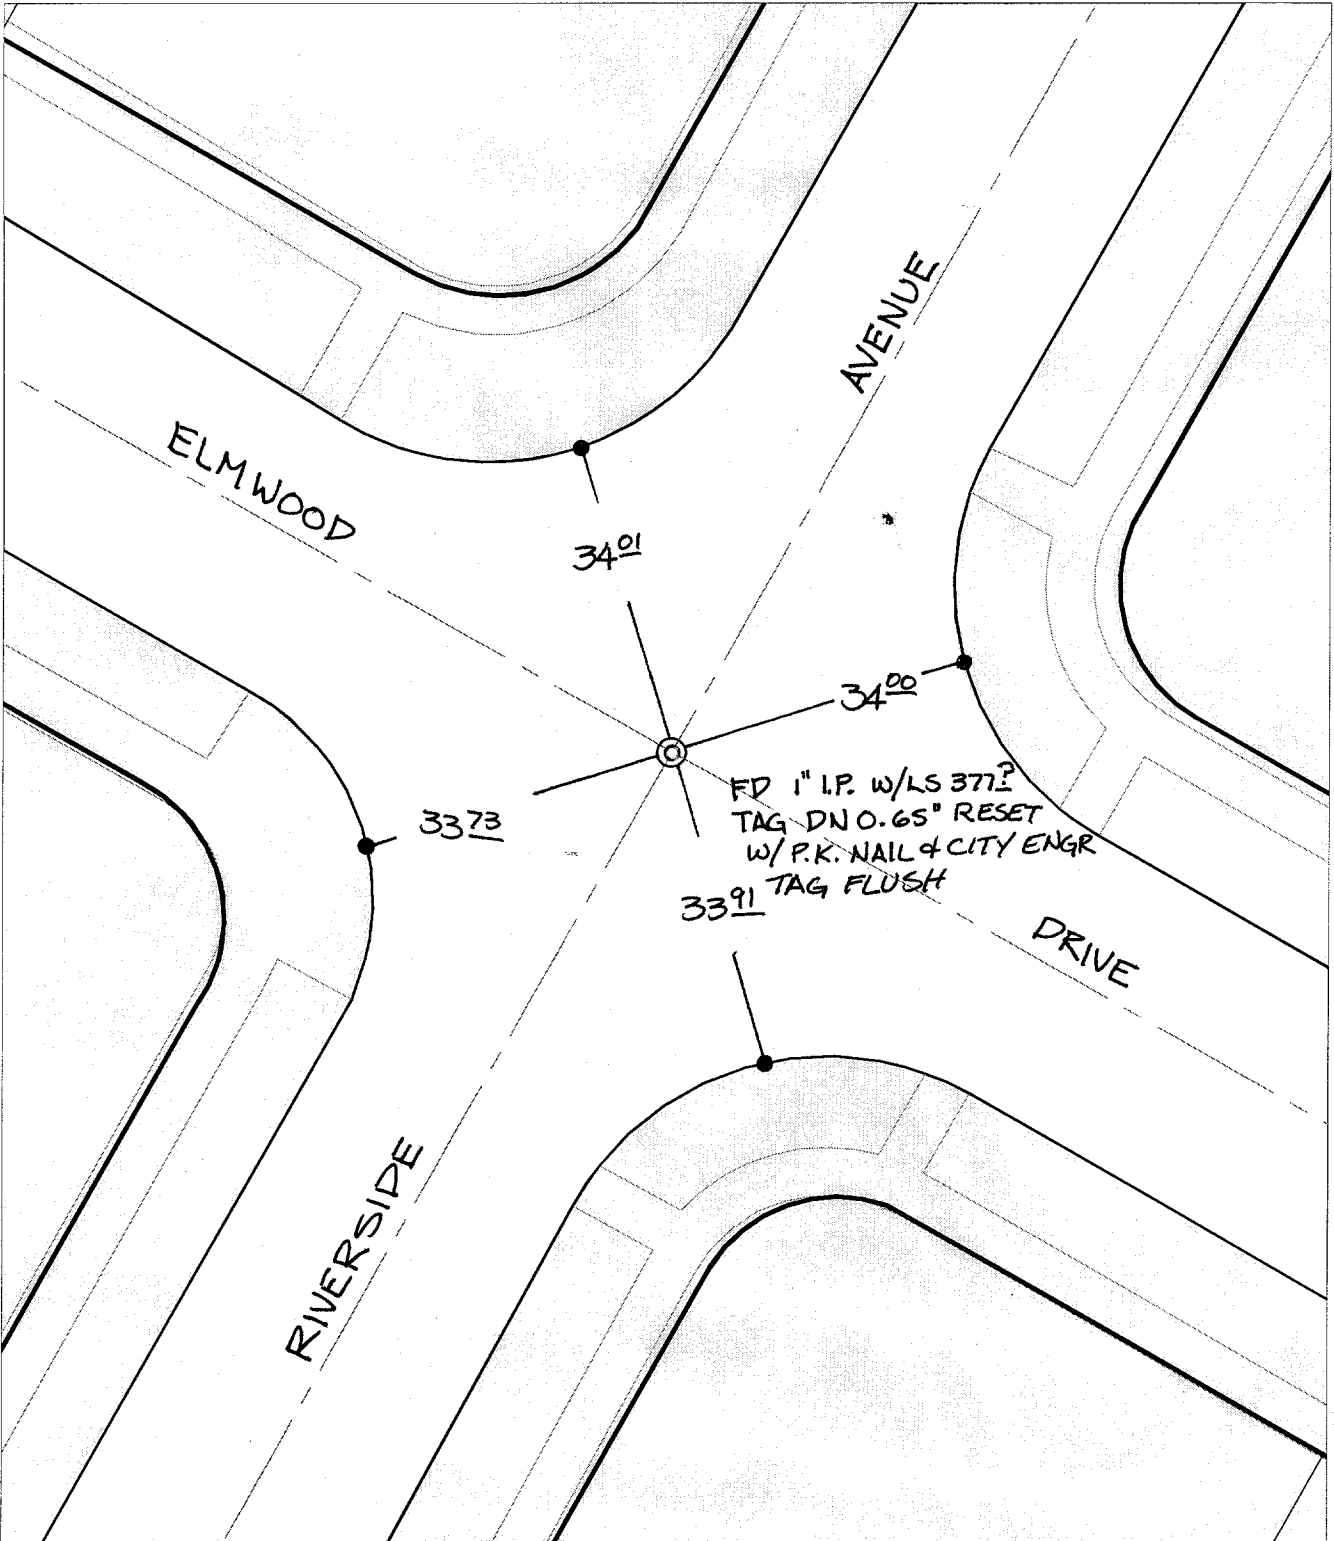 AVENUE
ELMWOOD
34 01
34 00
FD 1" I.P. W/LS 377?
TAG DN 0.65" RESET
W/ P.K. NAIL & CITY ENGR
TAG FLUSH
33 73
33 91
DRIVE
RIVERSIDE